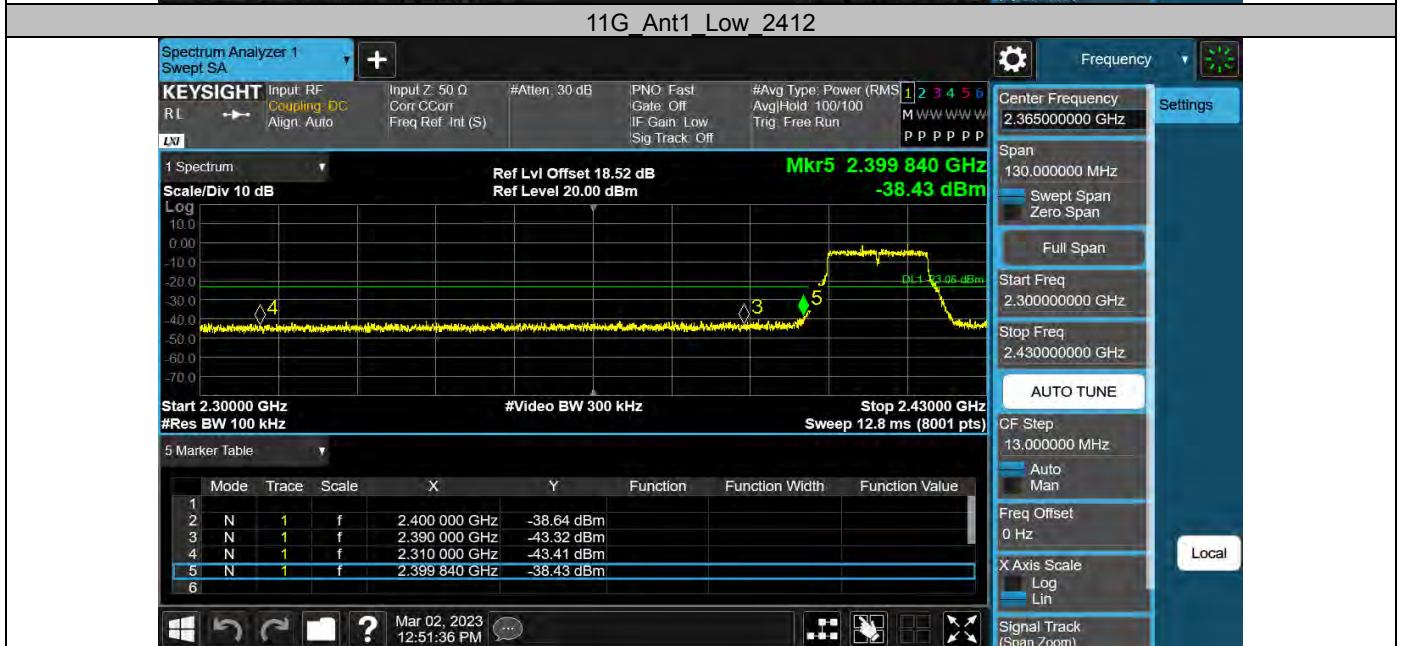 11G_Ant1_Low_2412
Spectrum Analyzer 1
Swept SA
+
Frequency
KEYSIGHT
RL
LXI
Input: RF
Coupling: DC
Align: Auto
Input Z: 50 Ω
Corr CCorr
Freq Ref: Int (S)
#Atten: 30 dB
PNO: Fast
Gate: Off
IF Gain: Low
Sig Track: Off
#Avg Type: Power (RMS
Avg|Hold: 100/100
Trig: Free Run
1 2 3 4 5 6
M W W W W W
P P P P P P
Center Frequency
2.365000000 GHz
Settings
Span
130.000000 MHz
Swept Span
Zero Span
Full Span
Start Freq
2.300000000 GHz
Stop Freq
2.430000000 GHz
AUTO TUNE
CF Step
13.000000 MHz
Auto
Man
Freq Offset
0 Hz
X Axis Scale
Log
Lin
Signal Track
(Span Zoom)
Local
1 Spectrum
Scale/Div 10 dB
Ref Lvl Offset 18.52 dB
Ref Level 20.00 dBm
Mkr5 2.399 840 GHz
-38.43 dBm
Log
10.0
0.00
-10.0
-20.0
-30.0
-40.0
-50.0
-60.0
-70.0
DL1 -23.06 dBm
4
3
5
Start 2.30000 GHz
#Video BW 300 kHz
Stop 2.43000 GHz
#Res BW 100 kHz
Sweep 12.8 ms (8001 pts)
5 Marker Table
Mode Trace Scale X Y Function Function Width Function Value
1
2 N 1 f 2.400 000 GHz -38.64 dBm
3 N 1 f 2.390 000 GHz -43.32 dBm
4 N 1 f 2.310 000 GHz -43.41 dBm
5 N 1 f 2.399 840 GHz -38.43 dBm
6
?
Mar 02, 2023
12:51:36 PM